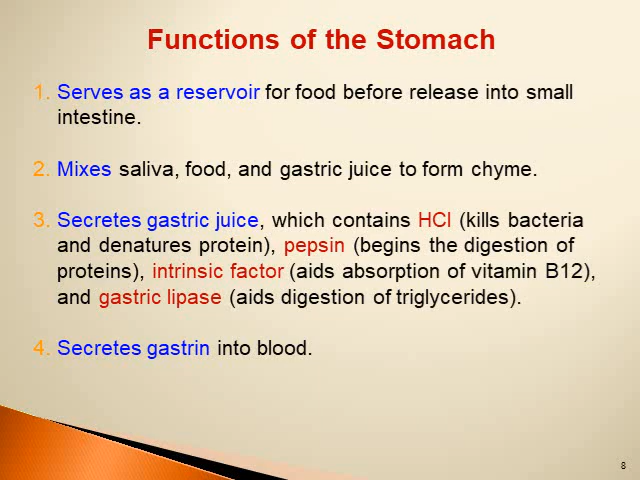 Functions of the Stomach
1. Serves as a reservoir for food before release into small
intestine.
2. Mixes saliva, food, and gastric juice to form chyme.
3. Secretes gastric juice, which contains HCl (kills bacteria
and denatures protein), pepsin (begins the digestion of
proteins), intrinsic factor (aids absorption of vitamin B12),
and gastric lipase (aids digestion of triglycerides).
4. Secretes gastrin into blood.
8